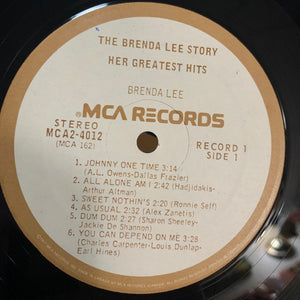 THE BRENDA LEE STORY
HER GREATEST HITS
BRENDA LEE
®MCA RECORDS
STEREO
MCA2-4012
(MCA 162)
RECORD 1
SIDE 1
1. JOHNNY ONE TIME 3:14
(A.L. Owens-Dallas Frazier)
2. ALL ALONE AM I 2:42 (Hadjidakis-
Arthur Altman)
3. SWEET NOTHIN'S 2:20 (Ronnie Self)
4. AS USUAL 2:32 (Alex Zanetis)
5. DUM DUM 2:27 (Sharon Sheeley-
Jackie De Shannon)
6. YOU CAN DEPEND ON ME 3:28
(Charles Carpenter-Louis Dunlap-
Earl Hines)